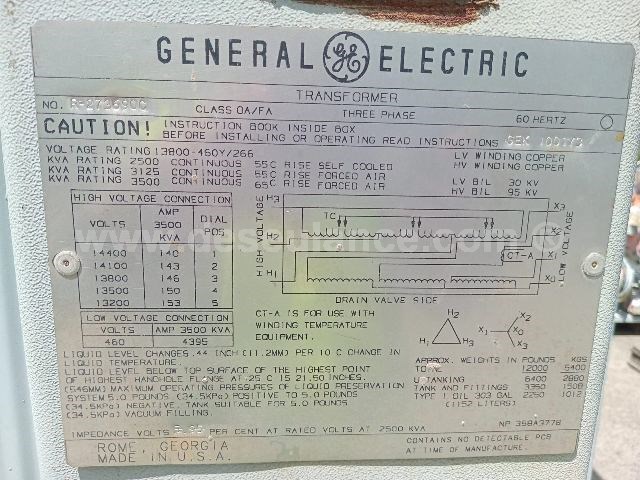 GENERAL GE ELECTRIC
TRANSFORMER
NO. CLASS OA/FA THREE PHASE 60 HERTZ
CAUTION! INSTRUCTION BOOK INSIDE BOX
BEFORE INSTALLING OR OPERATING READ INSTRUCTIONS GEK
VOLTAGE RATING 13800-460Y/266
KVA RATING 2500 CONTINUOUS 55C RISE SELF COOLED
KVA RATING 3125 CONTINUOUS 55C RISE FORCED AIR
KVA RATING 3500 CONTINUOUS 65C RISE FORCED AIR
LV WINDING COPPER
HV WINDING COPPER
LV BIL 30 KV
HV BIL 95 KV
HIGH VOLTAGE CONNECTION
VOLTS AMP 3500 KVA DIAL POS
14400 140 1
14100 143 2
13800 146 3
13500 150 4
13200 153 5
LOW VOLTAGE CONNECTION
VOLTS AMP 3500 KVA
460 4395
HIGH VOLTAGE
H3
H2
H1
TC
CT-A
X3
X2
X1
X0
LOW VOLTAGE
DRAIN VALVE SIDE
CT-A IS FOR USE WITH
WINDING TEMPERATURE
EQUIPMENT.
H2
H1 H3
X2
X1 X0
X3
LIQUID LEVEL CHANGES .44 INCH (11.2MM) PER 10 C CHANGE IN
LIQUID TEMPERATURE.
LIQUID LEVEL BELOW TOP SURFACE OF THE HIGHEST POINT
OF HIGHEST HANDHOLE FLANGE AT 25 C IS 21.50 INCHES.
(546MM) MAXIMUM OPERATING PRESSURES OF LIQUID PRESERVATION
SYSTEM 5.0 POUNDS (34.5KPa) POSITIVE TO 5.0 POUNDS
(34.5KPa) NEGATIVE. TANK SUITABLE FOR 5.0 POUNDS
(34.5KPa) VACUUM FILLING.
APPROX. WEIGHTS IN POUNDS KGS
TOTAL 12000 5400
UNTANKING 6400 2880
TANK AND FITTINGS 3350 1508
TYPE 1 OIL 303 GAL 2250 1012
(1152 LITERS)
IMPEDANCE VOLTS PER CENT AT RATED VOLTS AT 2500 KVA
NP 358A3778
ROME, GEORGIA
MADE IN U.S.A.
CONTAINS NO DETECTABLE PCB
AT TIME OF MANUFACTURE.